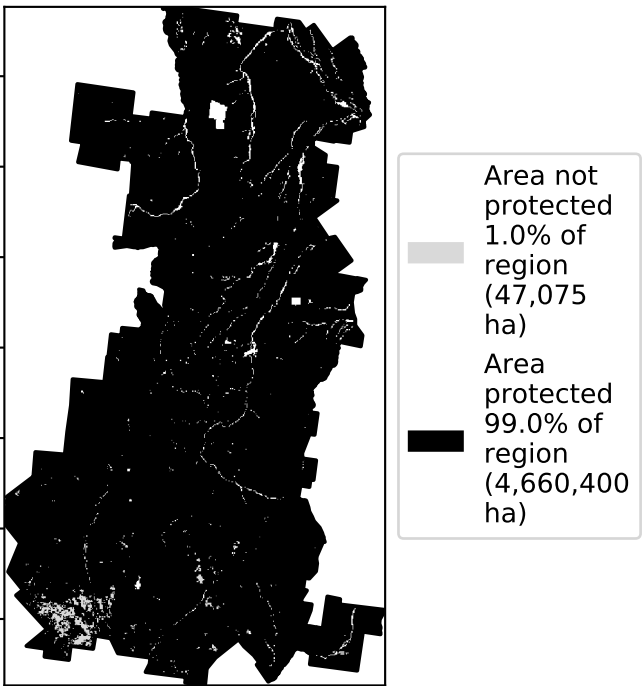 Area not
protected
1.0% of
region
(47,075
ha)
Area
protected
99.0% of
region
(4,660,400
ha)